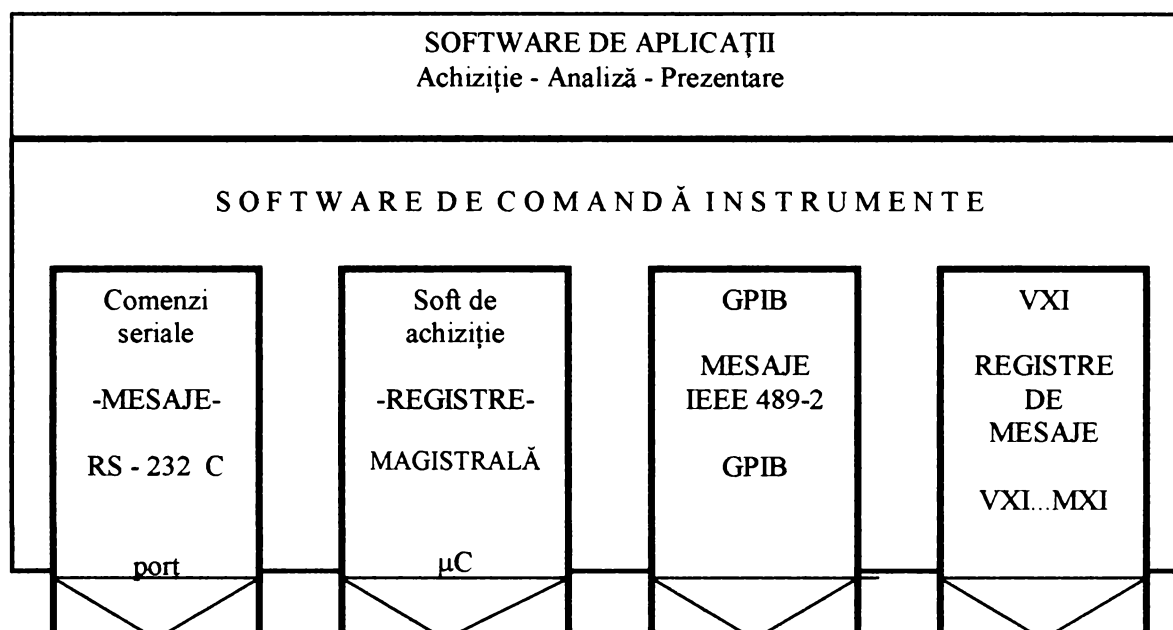 SOFTWARE DE APLICAȚII
Achiziție - Analiză - Prezentare
SOFTWARE DE COMANDĂ INSTRUMENTE
Comenzi
seriale
-MESAJE-
RS - 232 C
port
Soft de
achiziție
-REGISTRE-
MAGISTRALĂ
μC
GPIB
MESAJE
IEEE 489-2
GPIB
VXI
REGISTRE
DE
MESAJE
VXI...MXI